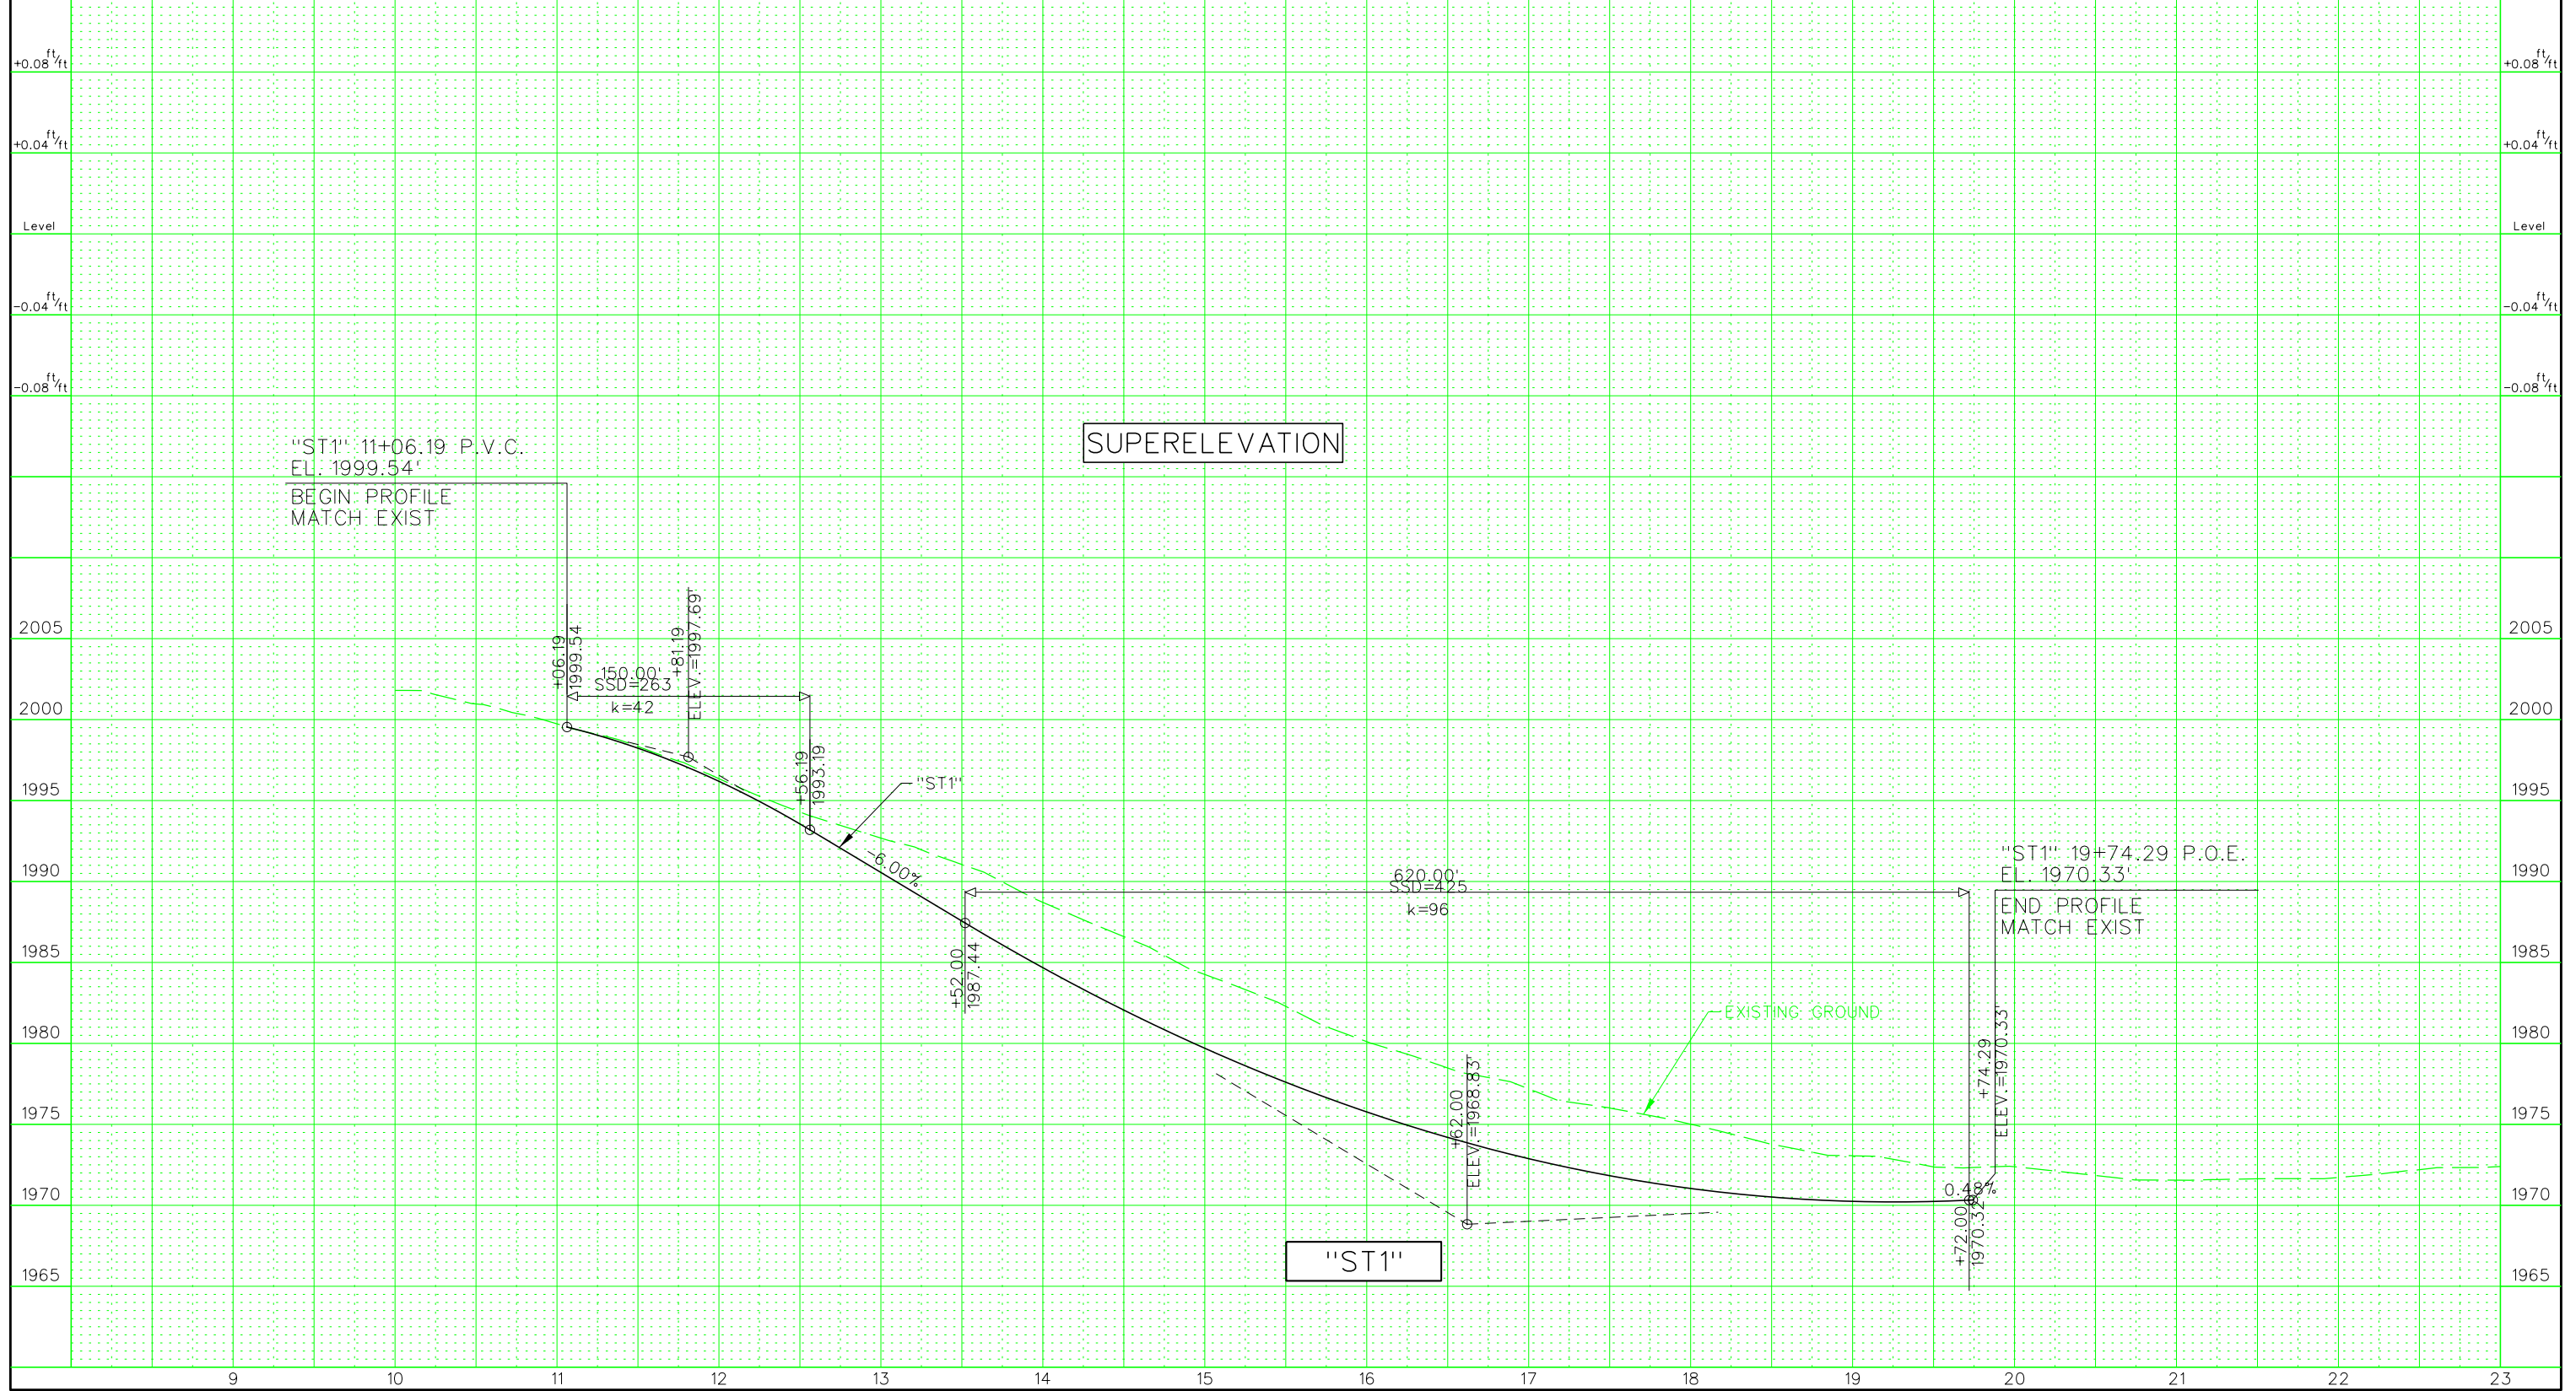 +0.08 ft/ft
+0.08 ft/ft
+0.04 ft/ft
+0.04 ft/ft
Level
Level
-0.04 ft/ft
-0.04 ft/ft
-0.08 ft/ft
-0.08 ft/ft
SUPERELEVATION
"ST1" 11+06.19 P.V.C.
EL. 1999.54'
BEGIN PROFILE
MATCH EXIST
2005
2005
+06.19
1999.54
150.00'
SSD=263
k=42
+81.19
ELEV.=1997.69'
2000
2000
+56.19
1993.19
"ST1"
1995
1995
-6.00%
"ST1" 19+74.29 P.O.E.
EL. 1970.33'
END PROFILE
MATCH EXIST
1990
1990
620.00'
SSD=425
k=96
+52.00
1987.44
1985
1985
EXISTING GROUND
1980
1980
+62.00
ELEV.=1968.83'
+74.29
ELEV.=1970.33'
1975
1975
0.48%
1970
1970
+72.00
1970.32
"ST1"
1965
1965
9 10 11 12 13 14 15 16 17 18 19 20 21 22 23